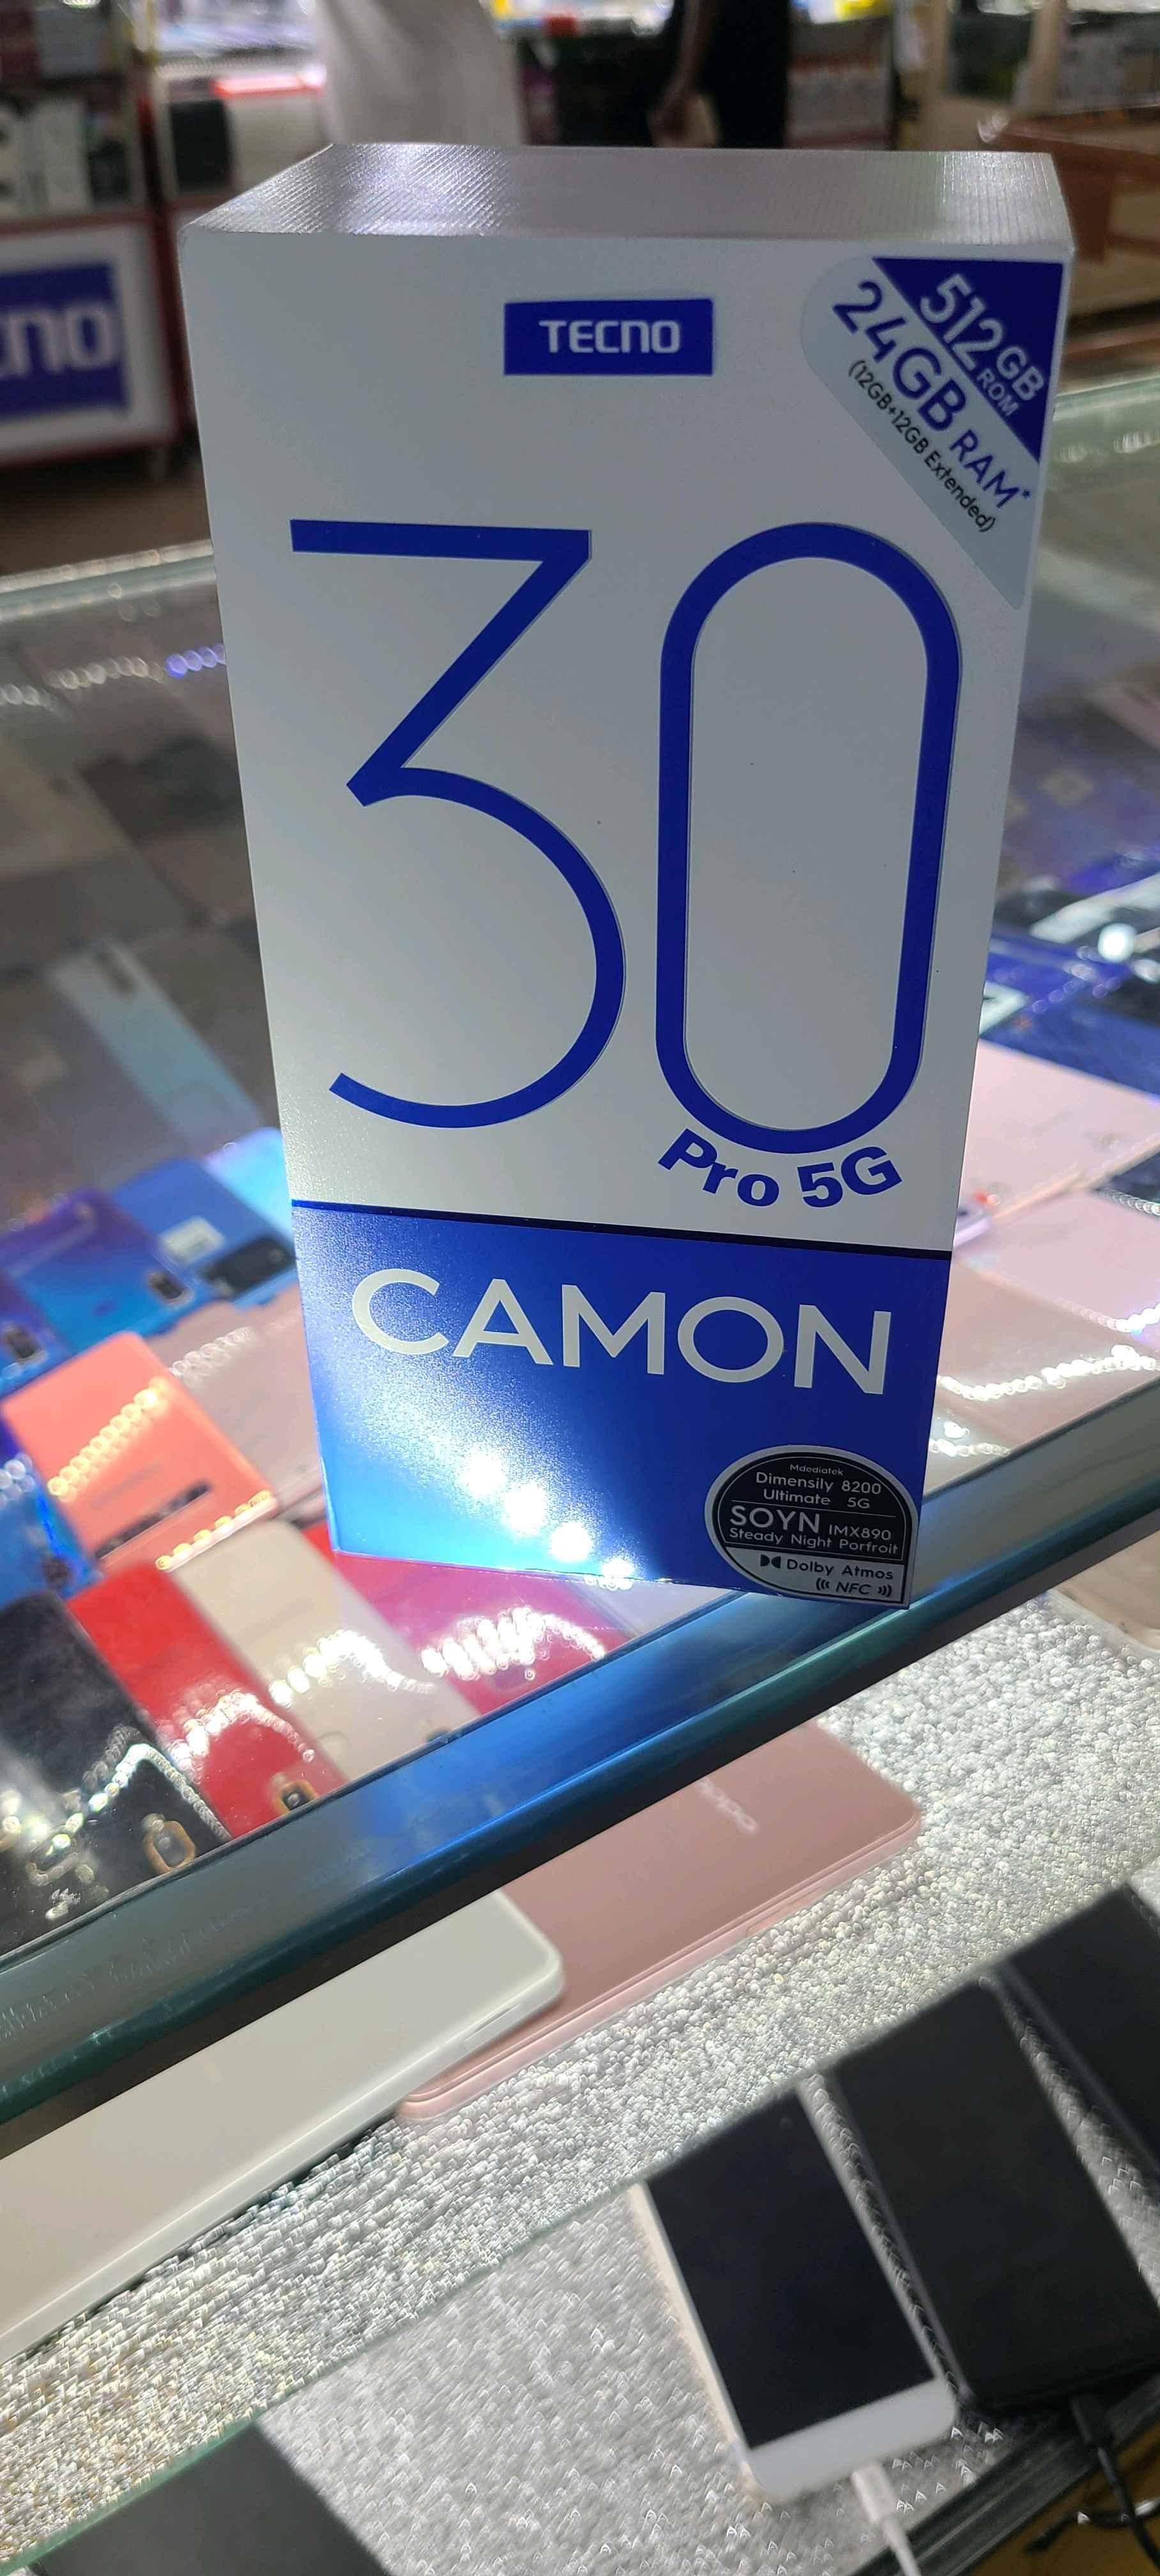 TECNO
512GB
ROM
24GB RAM*
(12GB+12GB Extended)
30
Pro 5G
CAMON
Mdediatek
Dimensily 8200
Ultimate 5G
SOYN IMX890
Steady Night Porfroit
Dolby Atmos
NFC
oppo